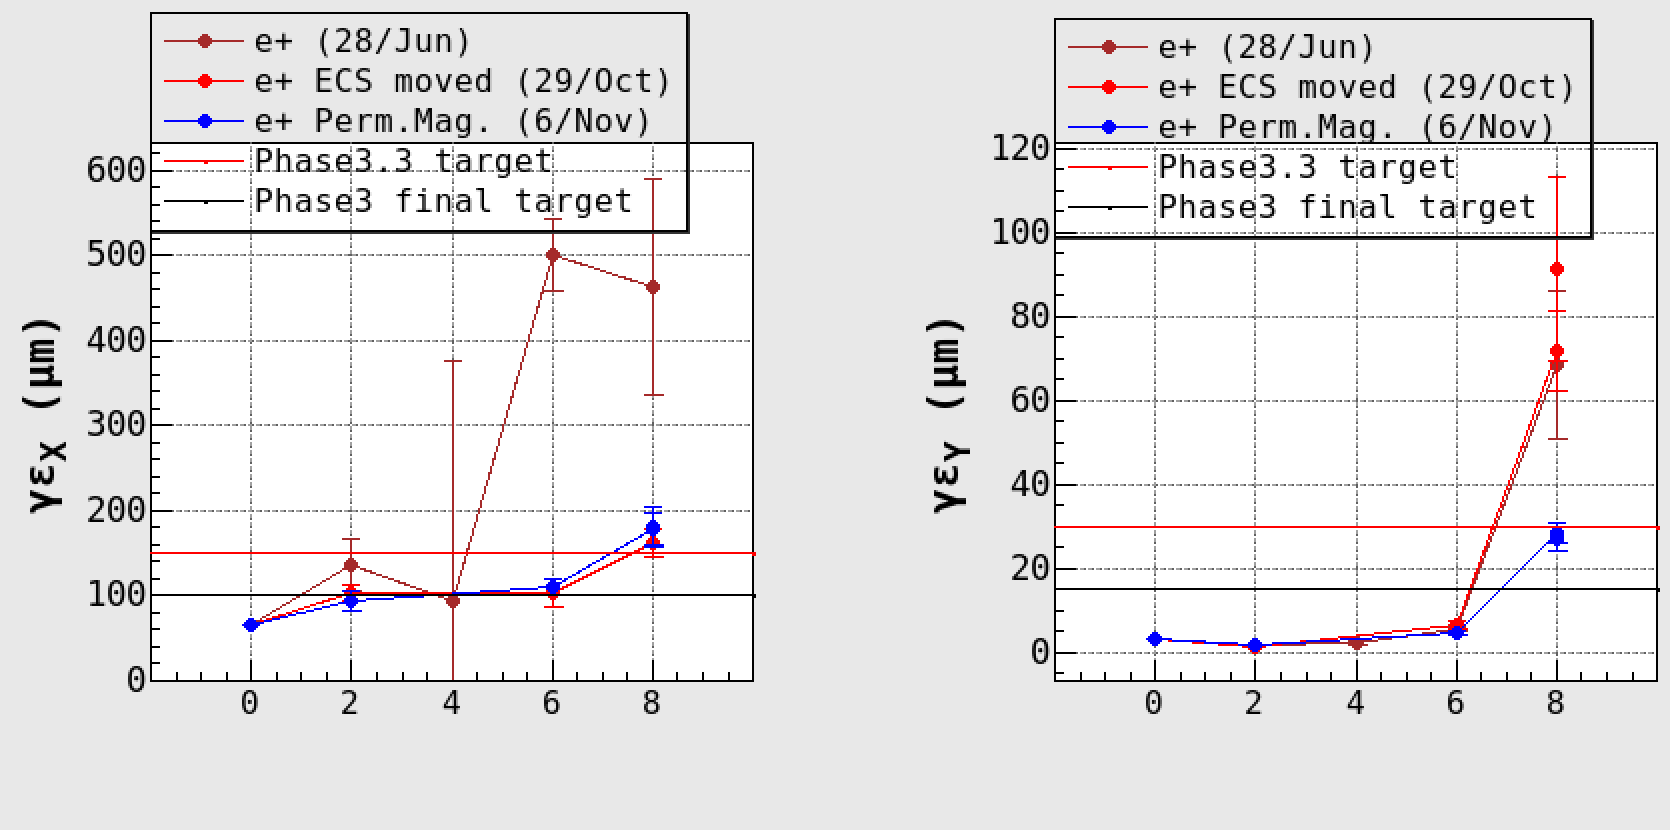 e+ (28/Jun)
e+ ECS moved (29/Oct)
e+ Perm.Mag. (6/Nov)
Phase3.3 target
Phase3 final target
600
500
400
300
200
100
0
γεX (μm)
0 2 4 6 8
e+ (28/Jun)
e+ ECS moved (29/Oct)
e+ Perm.Mag. (6/Nov)
Phase3.3 target
Phase3 final target
120
100
80
60
40
20
0
γεY (μm)
0 2 4 6 8